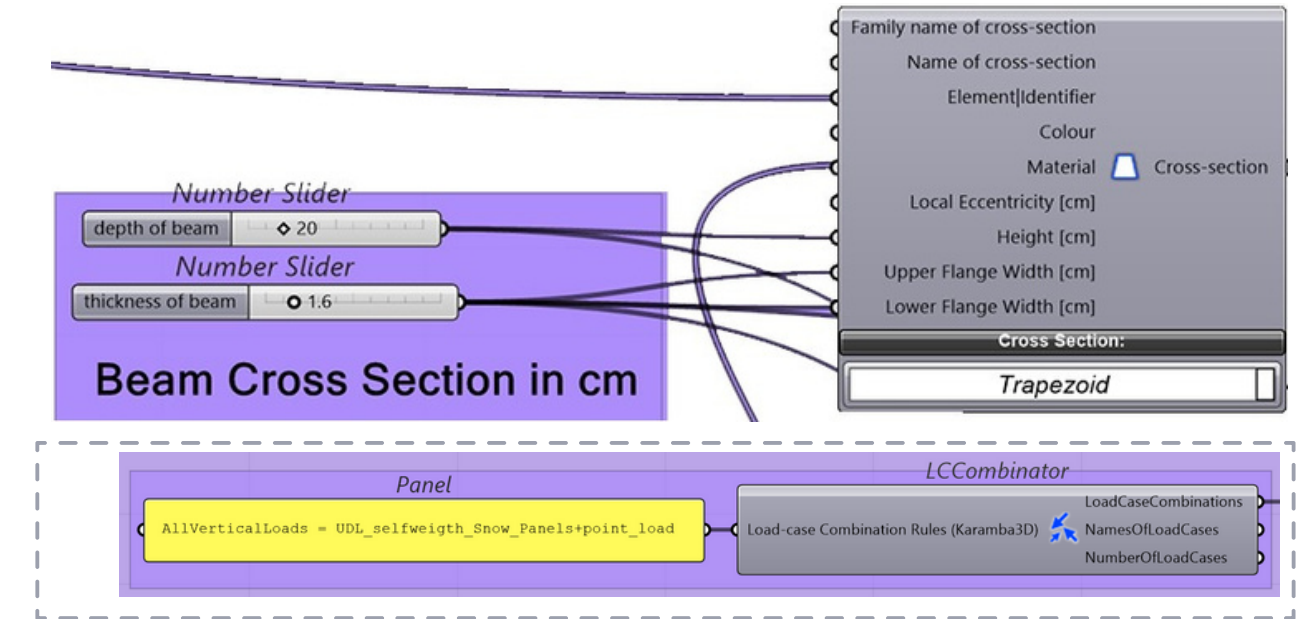 Family name of cross-section
Name of cross-section
Element|Identifier
Colour
Material
Cross-section
Local Eccentricity [cm]
Height [cm]
Upper Flange Width [cm]
Lower Flange Width [cm]
Cross Section:
Trapezoid
Number Slider
depth of beam
20
Number Slider
thickness of beam
1.6
Beam Cross Section in cm
Panel
AllVerticalLoads = UDL_selfweigth_Snow_Panels+point_load
LCCombinator
Load-case Combination Rules (Karamba3D)
LoadCaseCombinations
NamesOfLoadCases
NumberOfLoadCases